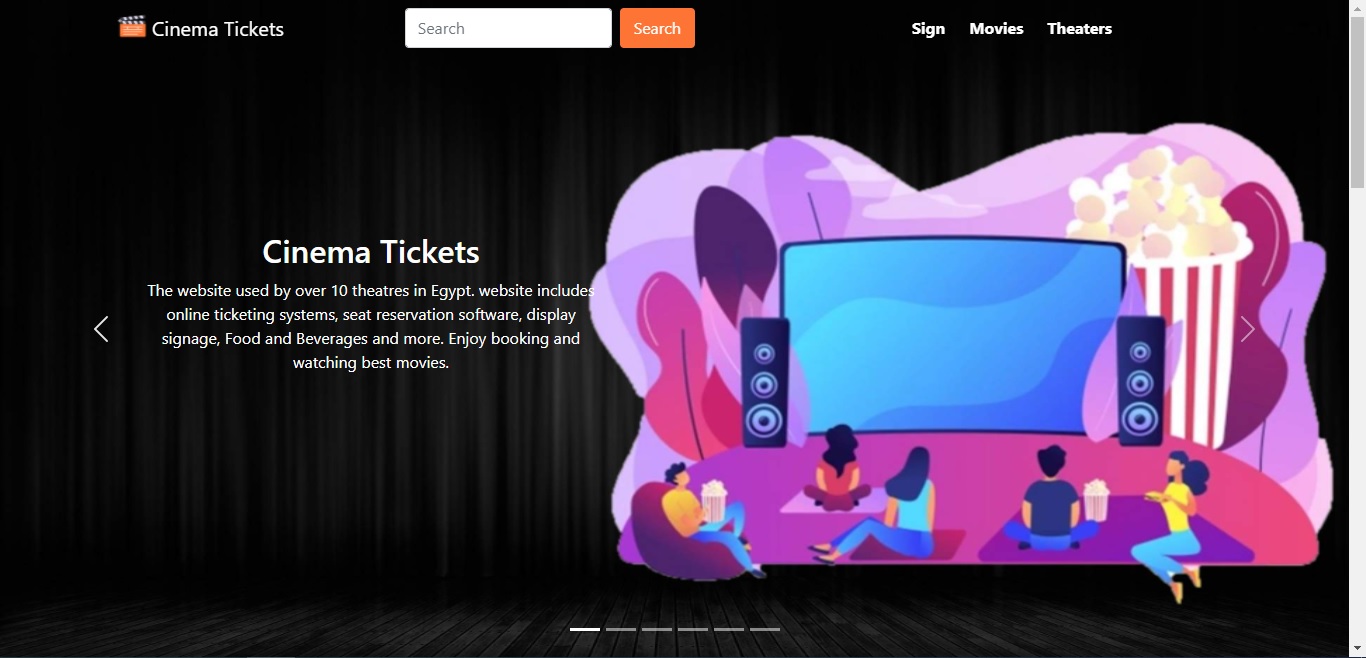 Cinema Tickets
Search
Search
Sign
Movies
Theaters
Cinema Tickets
The website used by over 10 theatres in Egypt. website includes
online ticketing systems, seat reservation software, display
signage, Food and Beverages and more. Enjoy booking and
watching best movies.